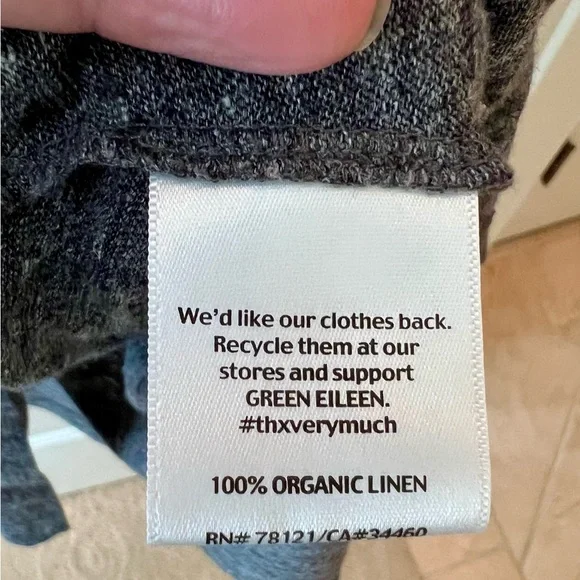 We'd like our clothes back.
Recycle them at our
stores and support
GREEN EILEEN.
#thxverymuch
100% ORGANIC LINEN
RN# 78121/CA#34460